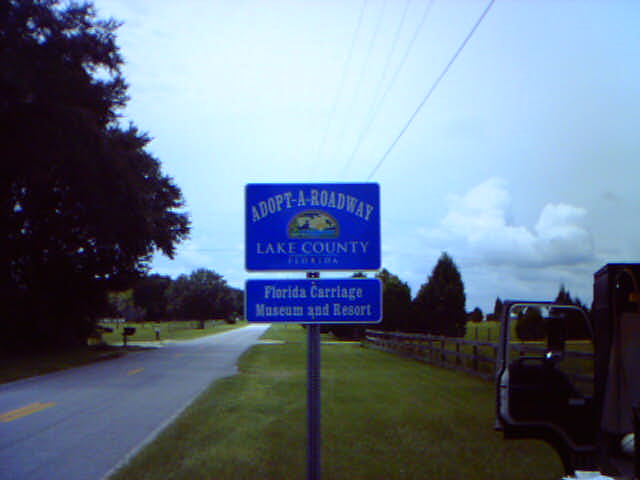 ADOPT-A-ROADWAY
LAKE COUNTY
FLORIDA
Florida Carriage
Museum and Resort